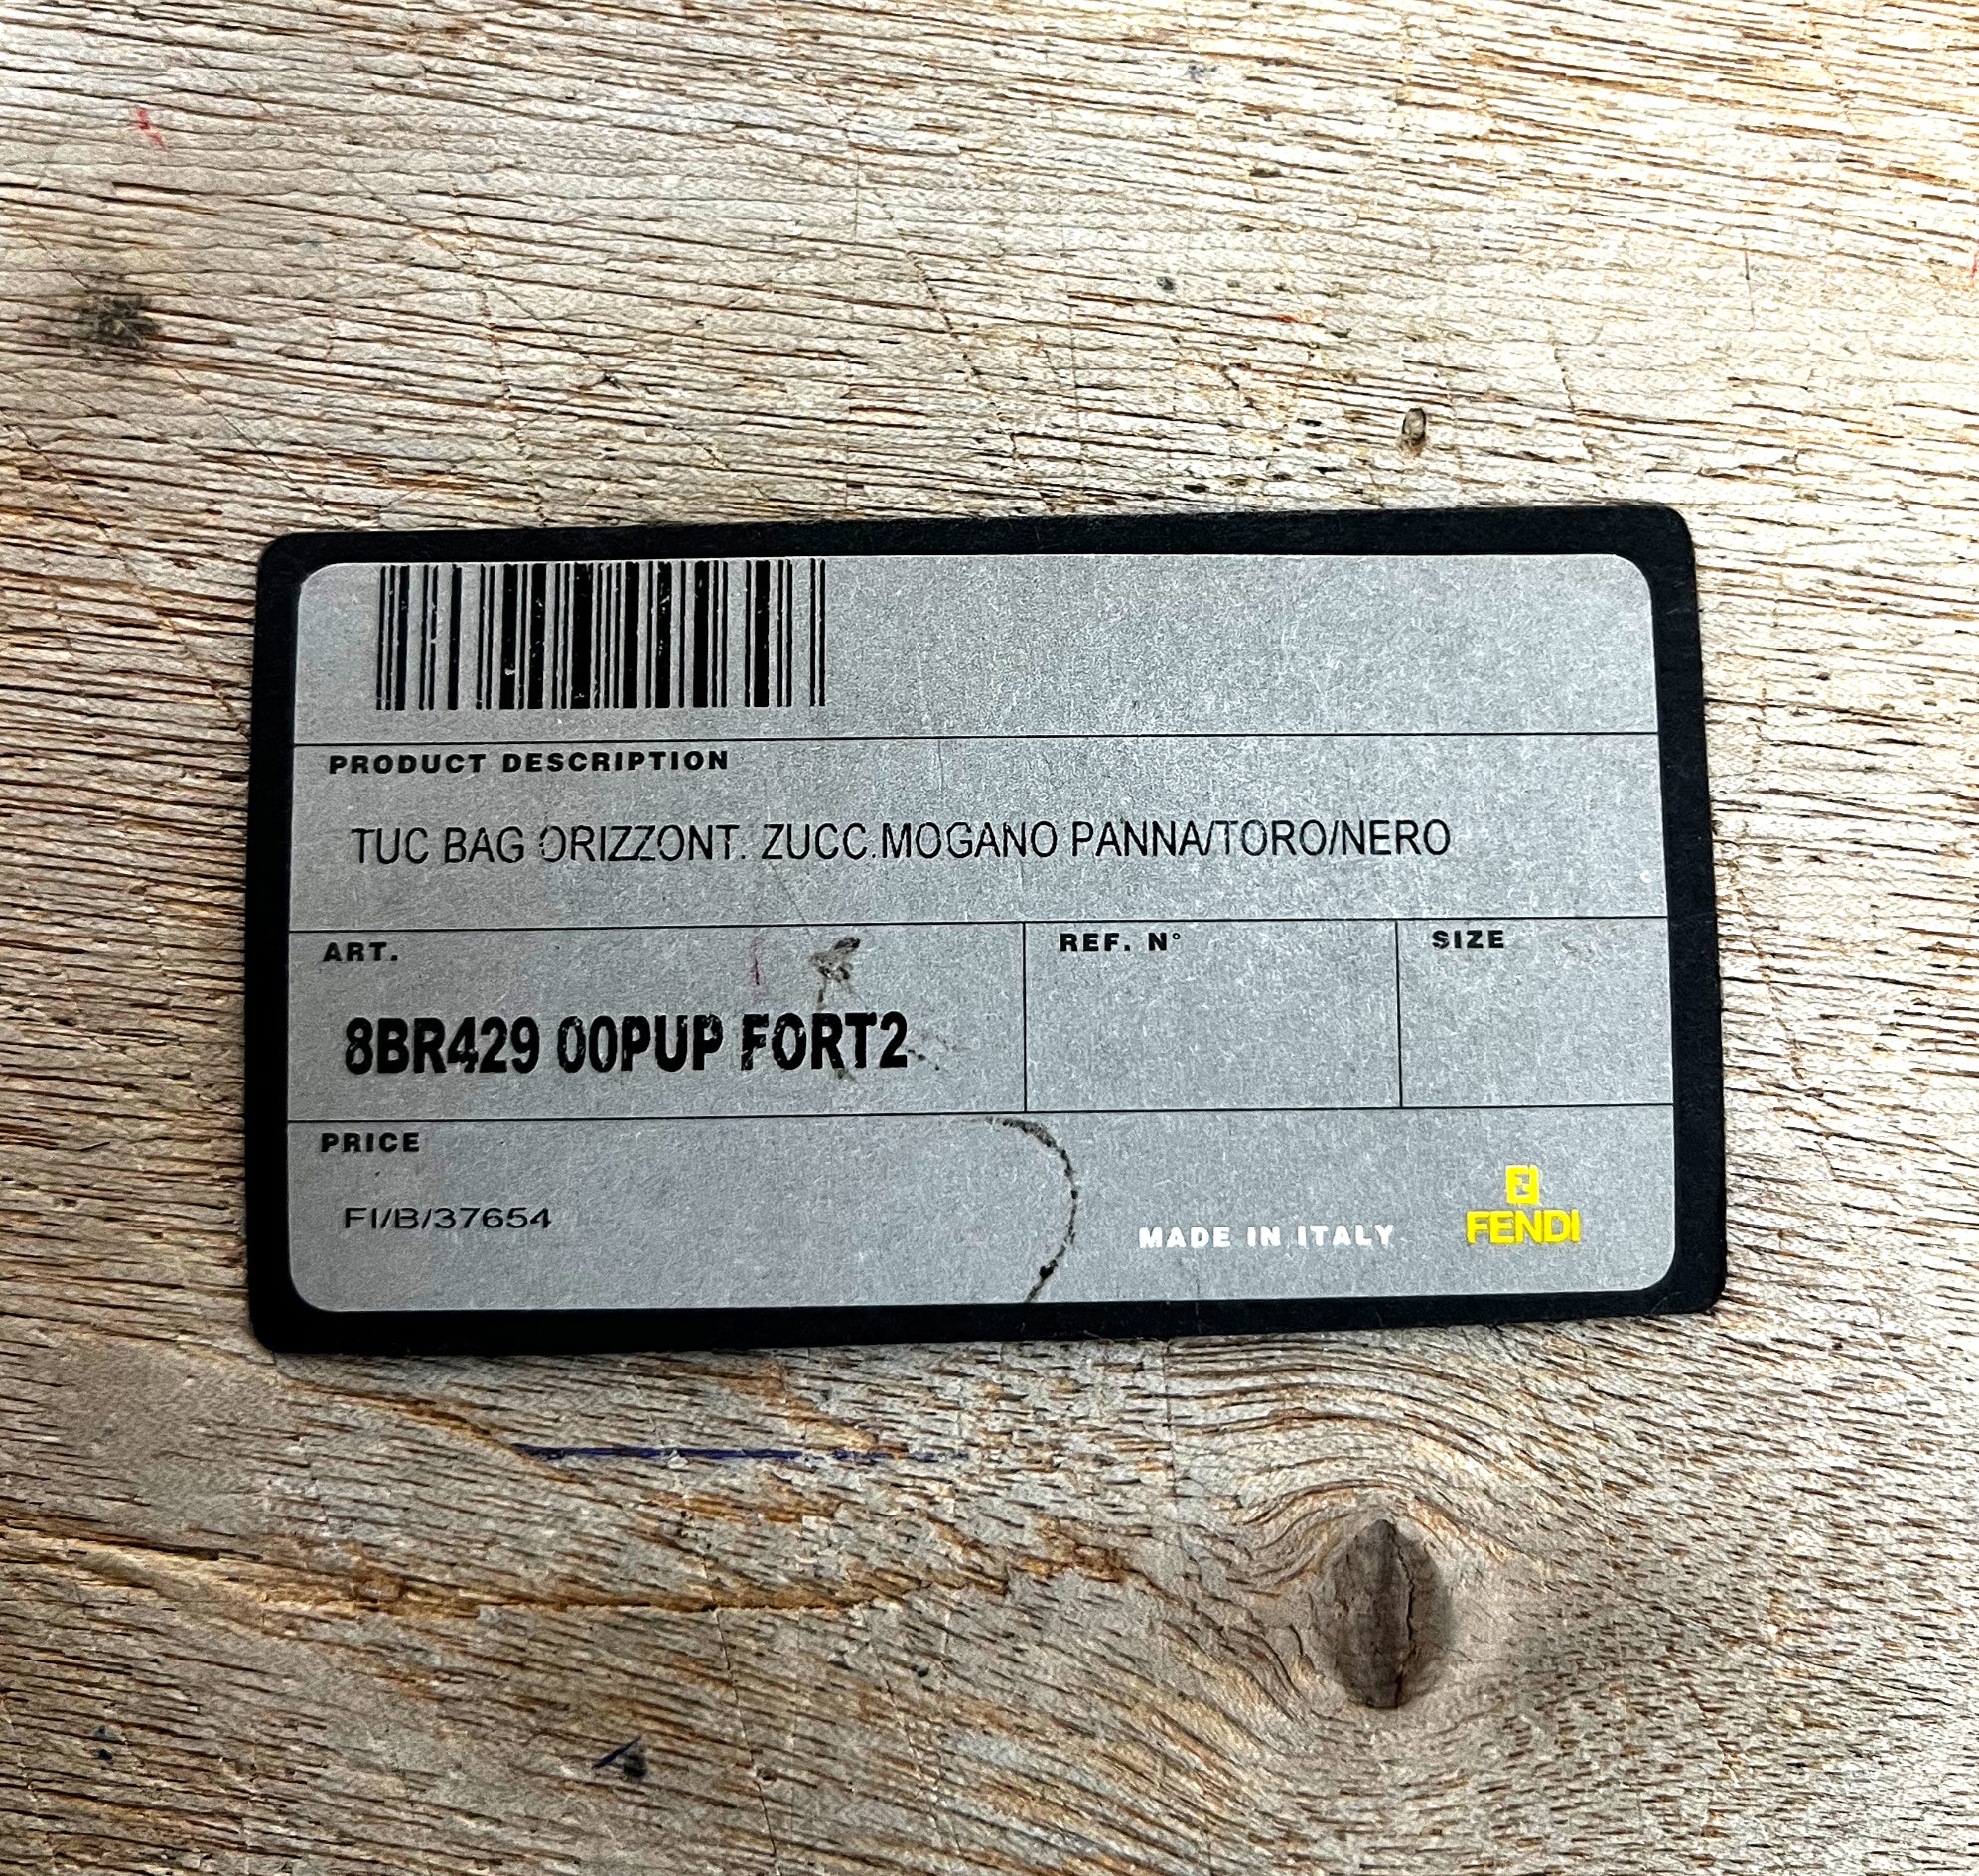 PRODUCT DESCRIPTION
TUC BAG ORIZZONT. ZUCC.MOGANO PANNA/TORO/NERO
ART.
REF. N°
SIZE
8BR429 00PUP FORT2
PRICE
FI/B/37654
MADE IN ITALY
FENDI